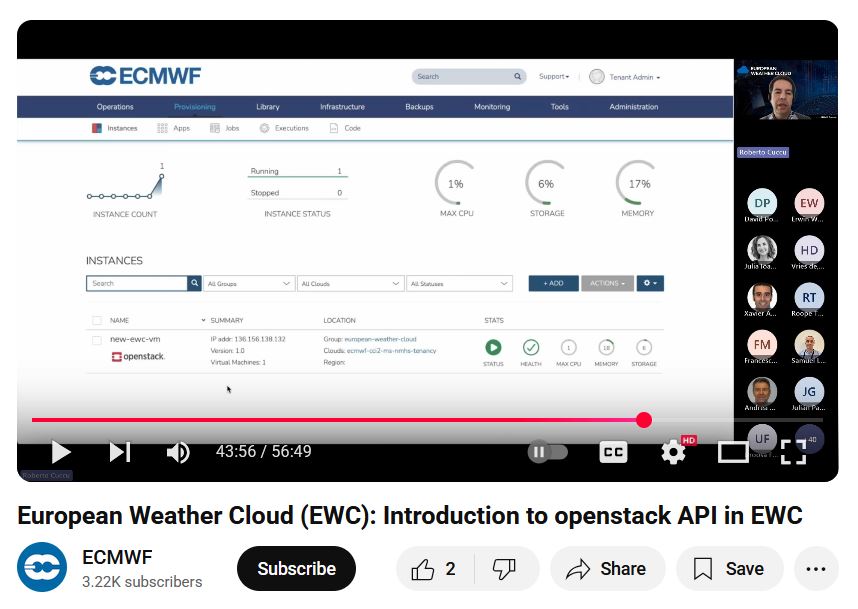 ECMWF
Search
Support
Tenant Admin
Operations Provisioning Library Infrastructure Backups Monitoring Tools Administration
Instances Apps Jobs Executions Code
1
INSTANCE COUNT
Running 1
Stopped 0
INSTANCE STATUS
1%
MAX CPU
6%
STORAGE
17%
MEMORY
INSTANCES
Search
All Groups
All Clouds
All Statuses
+ ADD
ACTIONS
NAME SUMMARY LOCATION STATS
new-ewc-vm
openstack.
IP addr: 136.156.138.132
Version: 1.0
Virtual Machines: 1
Group: european-weather-cloud
Clouds: ecmwf-cci2-ms-nmhs-tenancy
Region:
STATUS
HEALTH
1
MAX CPU
18
MEMORY
6
STORAGE
EUROPEAN
WEATHER CLOUD
Roberto Cuccu
DP
David Po...
EW
Erwin W...
Julia Toa...
HD
Vries de,...
Xavier A...
RT
Roope T...
FM
Francesc...
Samuel L...
Andrea ...
JG
Julian Pa...
UF
40
43:56 / 56:49
CC
HD
Roberto Cuccu
European Weather Cloud (EWC): Introduction to openstack API in EWC
ECMWF
3.22K subscribers
Subscribe
2
Share
Save